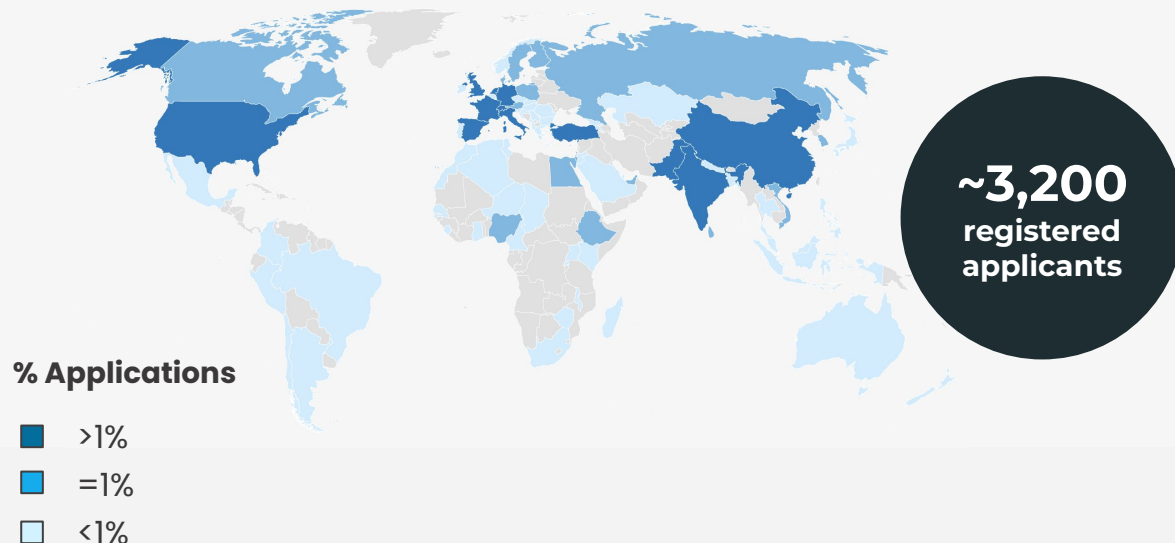 ~3,200
registered
applicants
% Applications
>1%
=1%
<1%